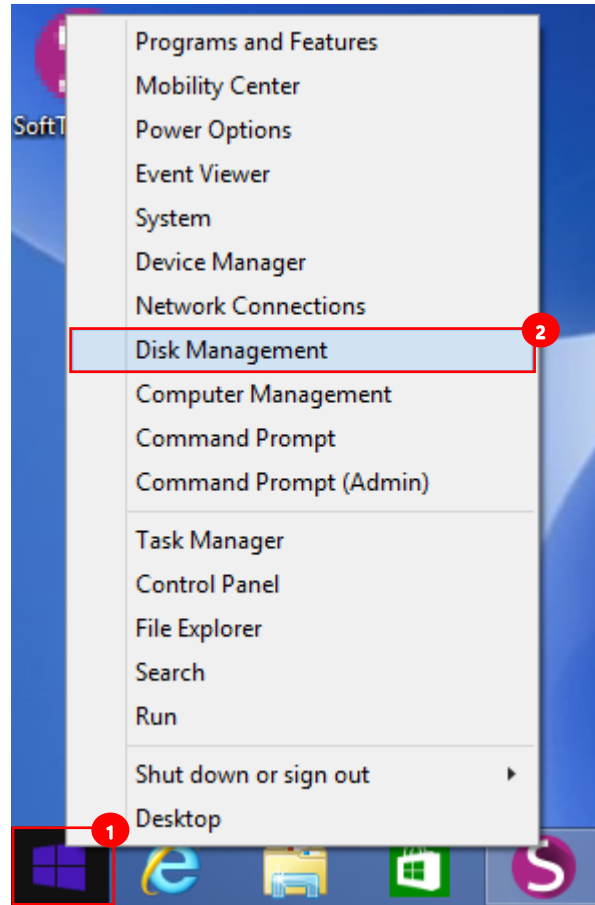 Programs and Features
Mobility Center
SoftT
Power Options
Event Viewer
System
Device Manager
Network Connections
2
Disk Management
Computer Management
Command Prompt
Command Prompt (Admin)
Task Manager
Control Panel
File Explorer
Search
Run
Shut down or sign out
Desktop
1
S